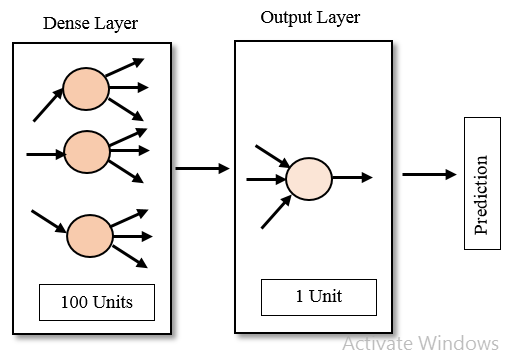 Dense Layer
Output Layer
100 Units
1 Unit
Prediction
Activate Windows